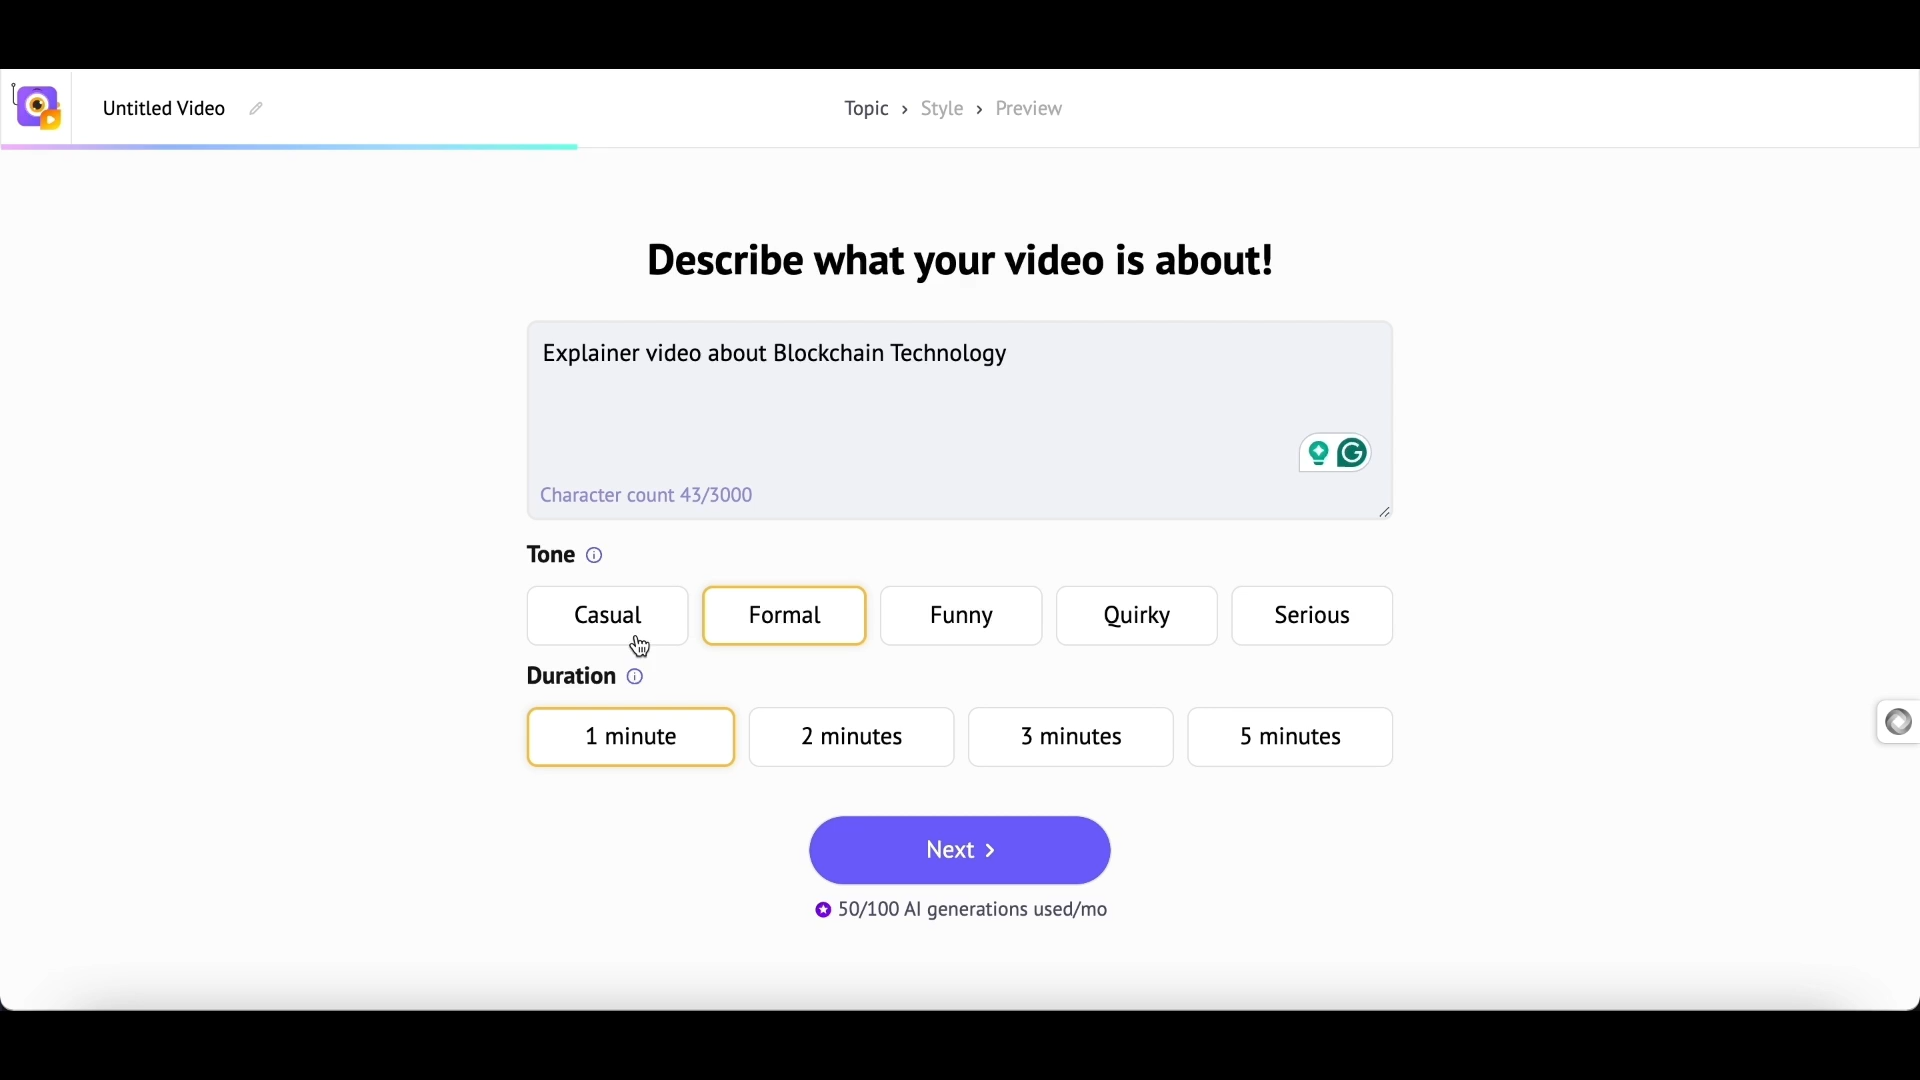 Untitled Video
Topic › Style › Preview
Describe what your video is about!
Explainer video about Blockchain Technology
Character count 43/3000
Tone
Casual Formal Funny Quirky Serious
Duration
1 minute 2 minutes 3 minutes 5 minutes
Next ›
50/100 AI generations used/mo